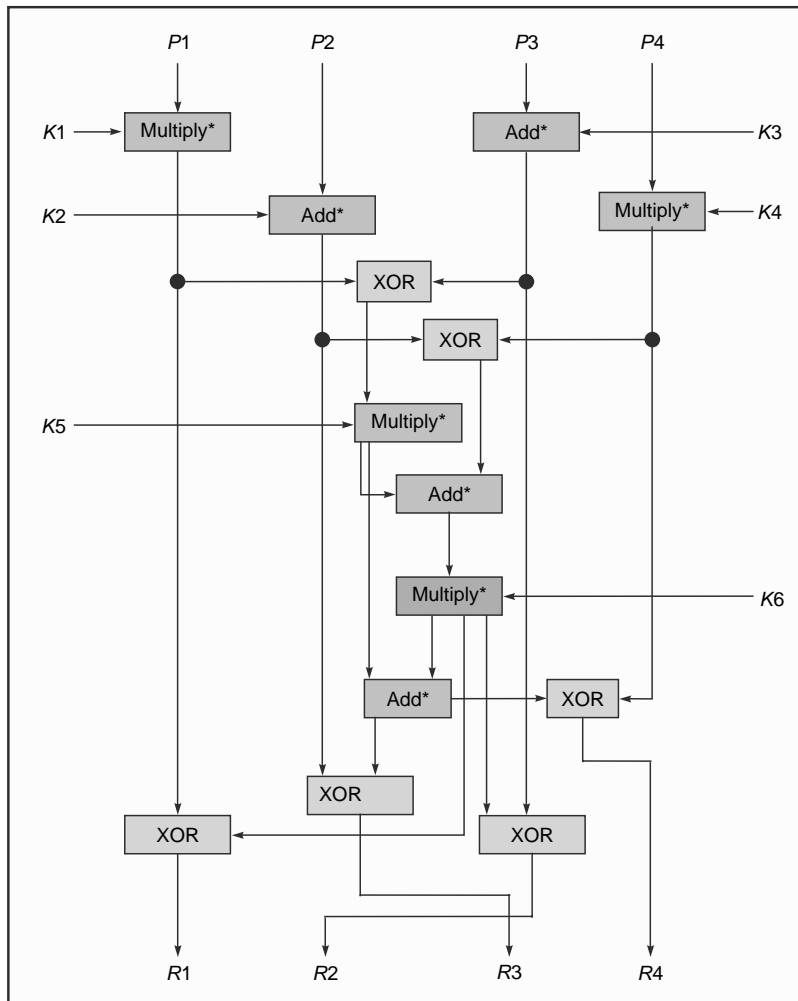 P1 P2 P3 P4
K1 Multiply* Add* K3
K2 Add* Multiply* K4
XOR
XOR
K5 Multiply*
Add*
Multiply* K6
Add* XOR
XOR
XOR XOR
R1 R2 R3 R4